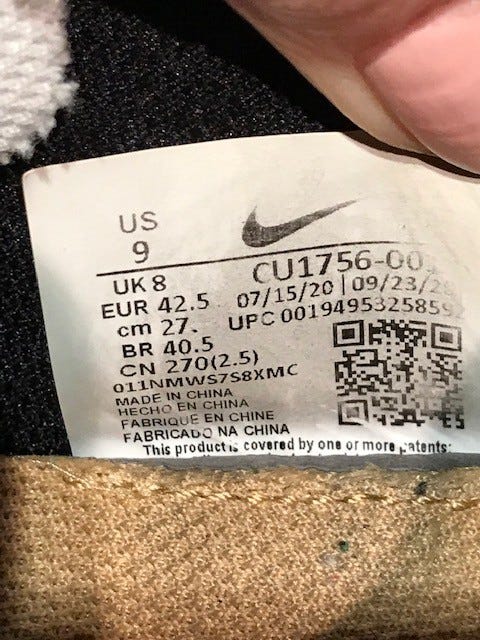 US
9
UK 8
EUR 42.5
cm 27.
BR 40.5
CN 270(2.5)
CU1756-00
07/15/20 | 09/23/20
UPC 0019495325859
011NMWS7S8XMC
MADE IN CHINA
HECHO EN CHINA
FABRIQUE EN CHINE
FABRICADO NA CHINA
This product is covered by one or more patents